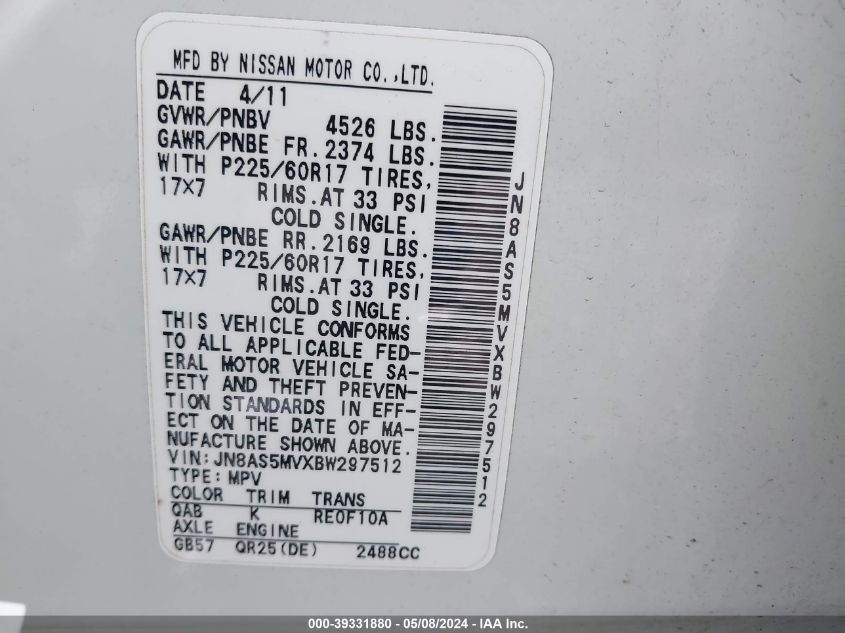 MFD BY NISSAN MOTOR CO.,LTD.
DATE 4/11
GVWR/PNBV 4526 LBS.
GAWR/PNBE FR. 2374 LBS.
WITH P225/60R17 TIRES,
17×7 RIMS.AT 33 PSI
COLD SINGLE.
GAWR/PNBE RR. 2169 LBS.
WITH P225/60R17 TIRES,
17×7 RIMS.AT 33 PSI
COLD SINGLE.
THIS VEHICLE CONFORMS
TO ALL APPLICABLE FED-
ERAL MOTOR VEHICLE SA-
FETY AND THEFT PREVEN-
TION STANDARDS IN EFF-
ECT ON THE DATE OF MA-
NUFACTURE SHOWN ABOVE.
VIN: JN8AS5MVXBW297512
TYPE: MPV
COLOR TRIM TRANS
QAB K RE0F10A
AXLE ENGINE
GB57 QR25(DE) 2488CC
JN8AS5MVXBW297512
000-39331880 - 05/08/2024 - IAA Inc.